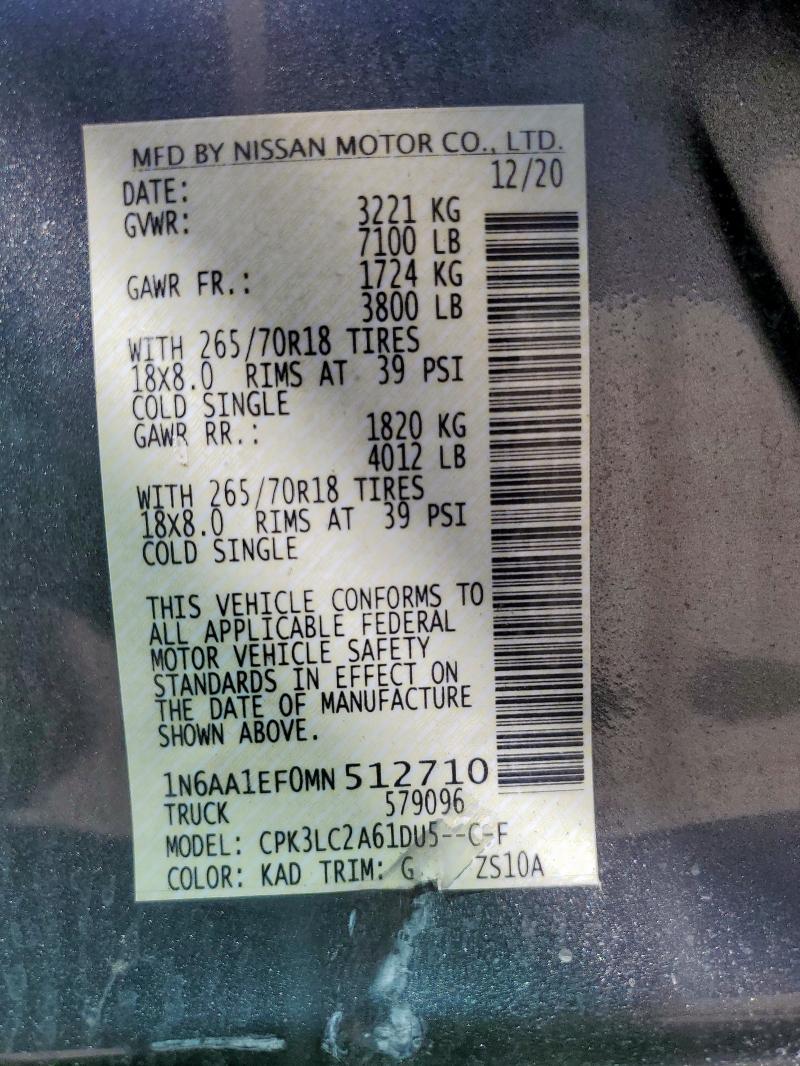 MFD BY NISSAN MOTOR CO., LTD.
DATE: 12/20
GVWR: 3221 KG
7100 LB
GAWR FR.: 1724 KG
3800 LB
WITH 265/70R18 TIRES
18X8.0 RIMS AT 39 PSI
COLD SINGLE
GAWR RR.: 1820 KG
4012 LB
WITH 265/70R18 TIRES
18X8.0 RIMS AT 39 PSI
COLD SINGLE
THIS VEHICLE CONFORMS TO
ALL APPLICABLE FEDERAL
MOTOR VEHICLE SAFETY
STANDARDS IN EFFECT ON
THE DATE OF MANUFACTURE
SHOWN ABOVE.
1N6AA1EF0MN512710
TRUCK 579096
MODEL: CPK3LC2A61DU5--C-F
COLOR: KAD TRIM: G ZS10A